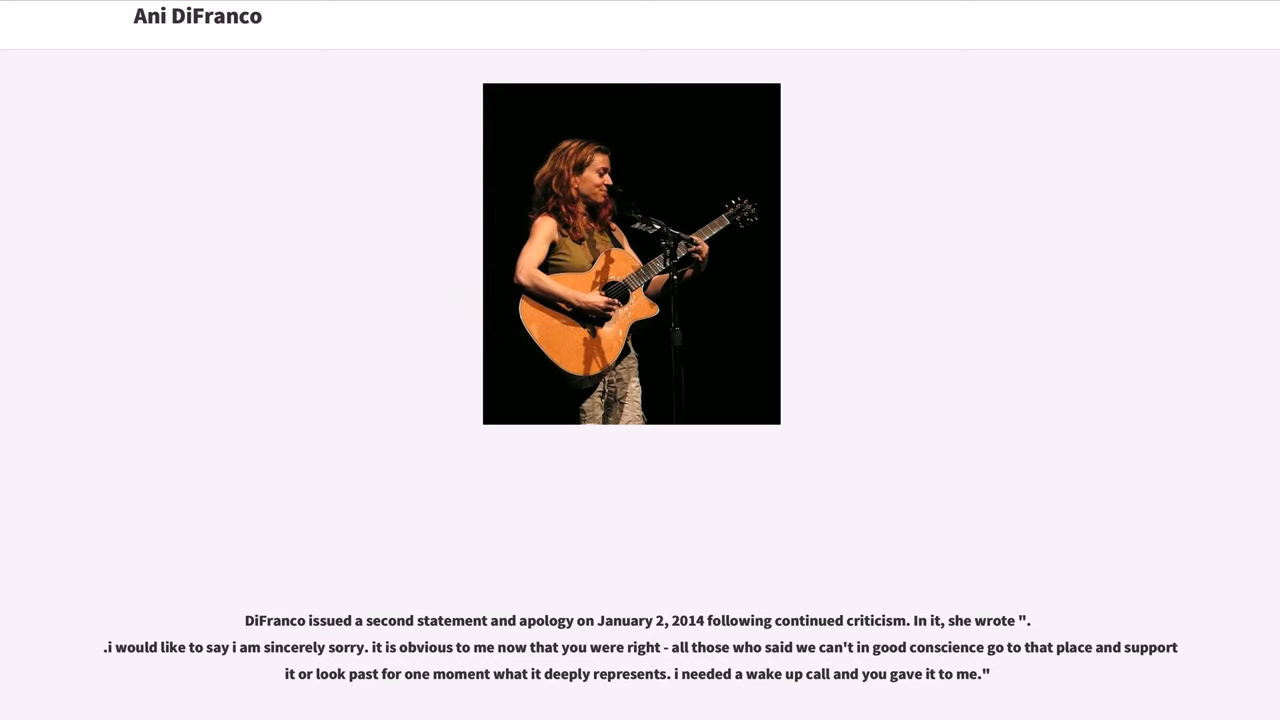 Ani DiFranco
DiFranco issued a second statement and apology on January 2, 2014 following continued criticism. In it, she wrote ".
.i would like to say i am sincerely sorry. it is obvious to me now that you were right - all those who said we can't in good conscience go to that place and support
it or look past for one moment what it deeply represents. i needed a wake up call and you gave it to me."